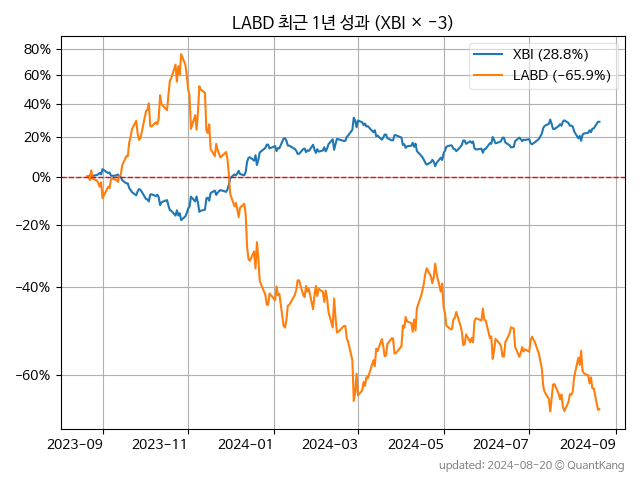 LABD 최근 1년 성과 (XBI × −3)
XBI (28.8%)
LABD (−65.9%)
80%
60%
40%
20%
0%
−20%
−40%
−60%
2023-09 2023-11 2024-01 2024-03 2024-05 2024-07 2024-09
updated: 2024-08-20 © QuantKang